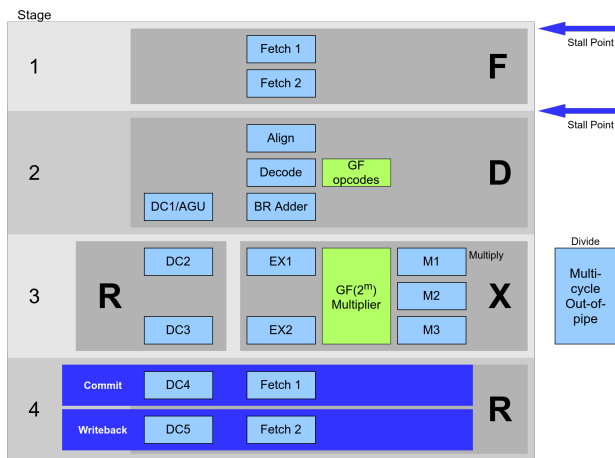 Stage
1
Fetch 1
Fetch 2
F
Stall Point
Stall Point
2
Align
Decode
GF
opcodes
DC1/AGU
BR Adder
D
3
R
DC2
DC3
EX1
EX2
GF(2^m)
Multiplier
M1
M2
M3
Multiply
X
Divide
Multi-
cycle
Out-of-
pipe
4
Commit
DC4
Fetch 1
Writeback
DC5
Fetch 2
R